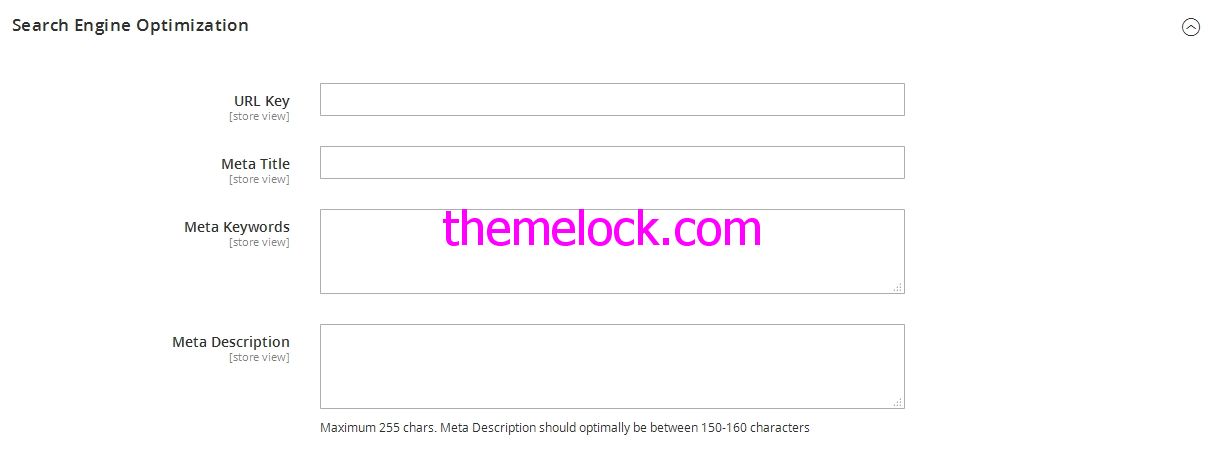 Search Engine Optimization
URL Key
[store view]
Meta Title
[store view]
Meta Keywords
[store view]
themelock.com
Meta Description
[store view]
Maximum 255 chars. Meta Description should optimally be between 150-160 characters